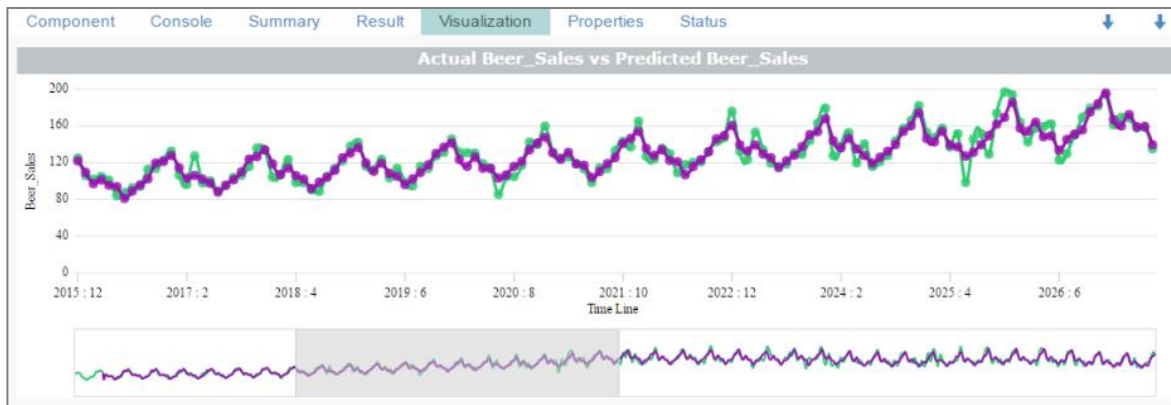 Component Console Summary Result Visualization Properties Status
Actual Beer_Sales vs Predicted Beer_Sales
200
160
120
80
40
0
Beer_Sales
2015 : 12 2017 : 2 2018 : 4 2019 : 6 2020 : 8 2021 : 10 2022 : 12 2024 : 2 2025 : 4 2026 : 6
Time Line